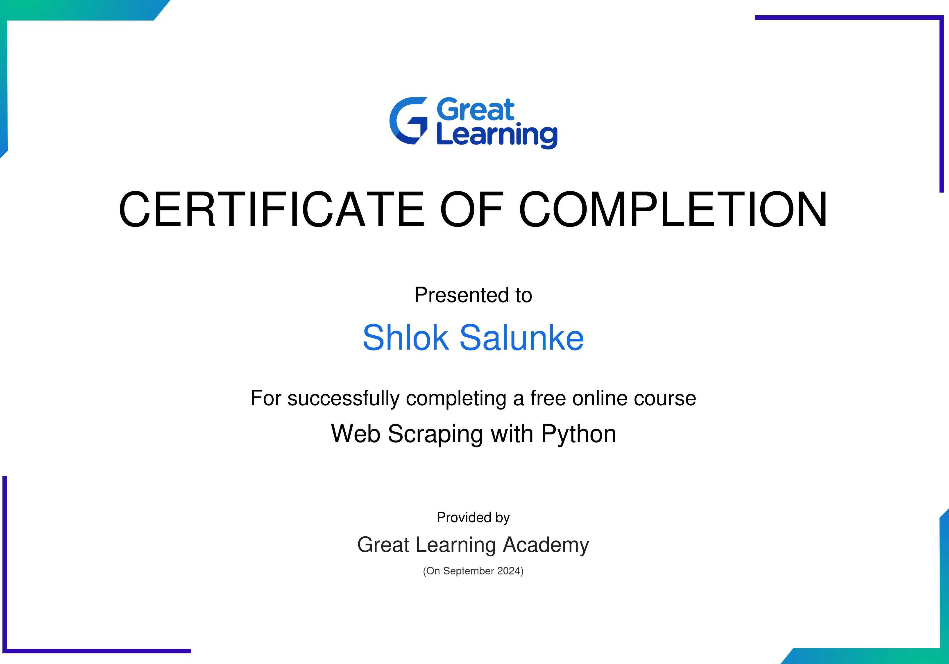 Great
Learning
CERTIFICATE OF COMPLETION
Presented to
Shlok Salunke
For successfully completing a free online course
Web Scraping with Python
Provided by
Great Learning Academy
(On September 2024)